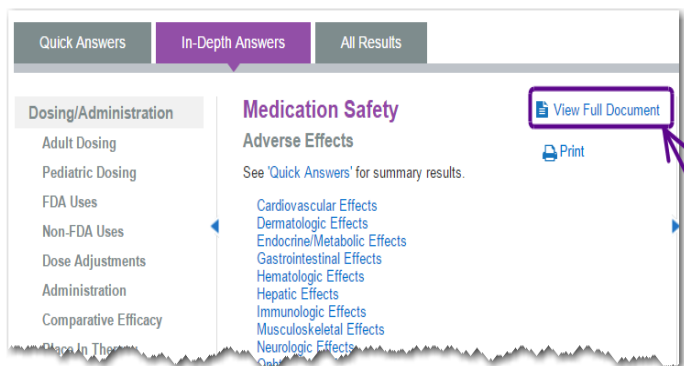 Quick Answers
In-Depth Answers
All Results
Dosing/Administration
Adult Dosing
Pediatric Dosing
FDA Uses
Non-FDA Uses
Dose Adjustments
Administration
Comparative Efficacy
Place In
Medication Safety
Adverse Effects
See 'Quick Answers' for summary results.
Cardiovascular Effects
Dermatologic Effects
Endocrine/Metabolic Effects
Gastrointestinal Effects
Hematologic Effects
Hepatic Effects
Immunologic Effects
Musculoskeletal Effects
Neurologic Effects
View Full Document
Print